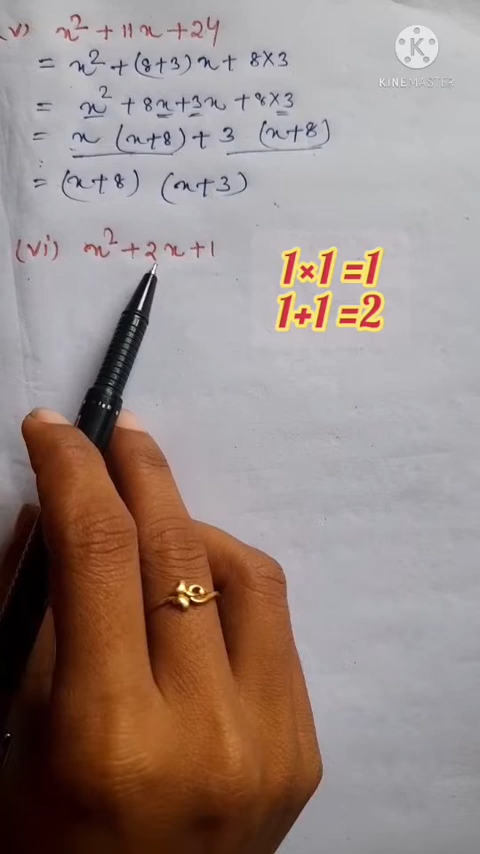 (v) x² + 11x + 24
= x² + (8+3)x + 8×3
= x² + 8x + 3x + 8×3
= x (x+8) + 3 (x+8)
= (x+8) (x+3)
(vi) x² + 2x + 1
1×1 =1
1+1 =2
K
KINEMASTER